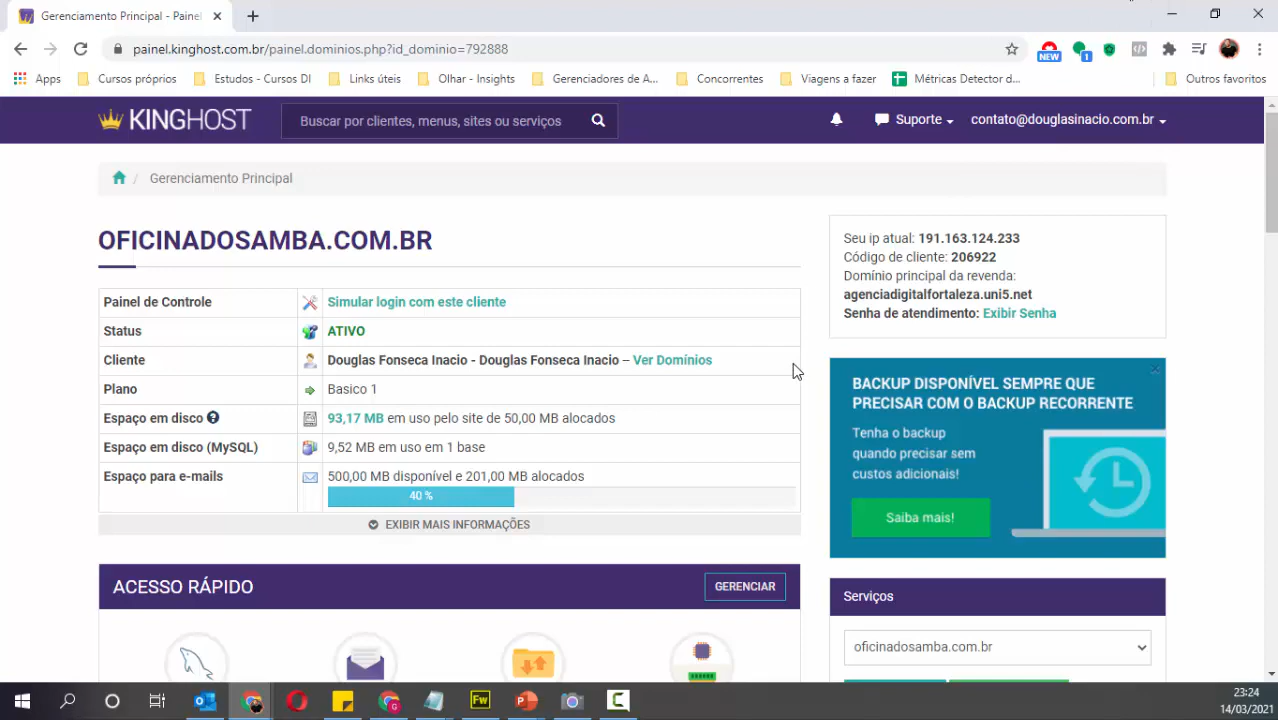 Gerenciamento Principal - Painel
painel.kinghost.com.br/painel.dominios.php?id_dominio=792888
NEW
1
Apps
Cursos próprios
Estudos - Cursos DI
Links úteis
Olhar - Insights
Gerenciadores de A...
Concorrentes
Viagens a fazer
Métricas Detector d...
Outros favoritos
KINGHOST
Buscar por clientes, menus, sites ou serviços
Suporte
contato@douglasinacio.com.br
/ Gerenciamento Principal
OFICINADOSAMBA.COM.BR
Painel de Controle Simular login com este cliente
Status ATIVO
Cliente Douglas Fonseca Inacio - Douglas Fonseca Inacio – Ver Domínios
Plano Basico 1
Espaço em disco ? 93,17 MB em uso pelo site de 50,00 MB alocados
Espaço em disco (MySQL) 9,52 MB em uso em 1 base
Espaço para e-mails 500,00 MB disponível e 201,00 MB alocados
40 %
EXIBIR MAIS INFORMAÇÕES
ACESSO RÁPIDO
GERENCIAR
Seu ip atual: 191.163.124.233
Código de cliente: 206922
Domínio principal da revenda:
agenciadigitalfortaleza.uni5.net
Senha de atendimento: Exibir Senha
BACKUP DISPONÍVEL SEMPRE QUE
PRECISAR COM O BACKUP RECORRENTE
Tenha o backup
quando precisar sem
custos adicionais!
Saiba mais!
Serviços
oficinadosamba.com.br
Fw
23:24
14/03/2021